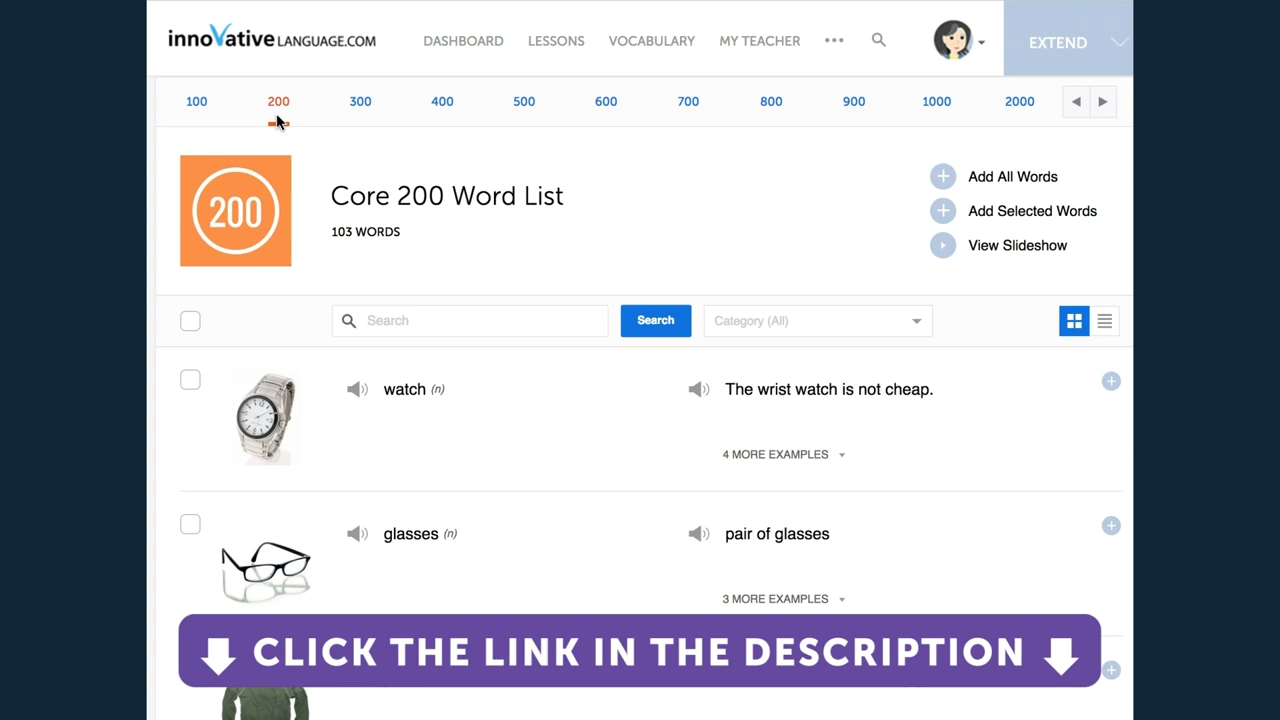 innoVative LANGUAGE.COM DASHBOARD LESSONS VOCABULARY MY TEACHER ••• EXTEND
100 200 300 400 500 600 700 800 900 1000 2000
200
Core 200 Word List
103 WORDS
Add All Words
Add Selected Words
View Slideshow
Search Search Category (All)
watch (n) The wrist watch is not cheap.
4 MORE EXAMPLES
glasses (n) pair of glasses
3 MORE EXAMPLES
CLICK THE LINK IN THE DESCRIPTION